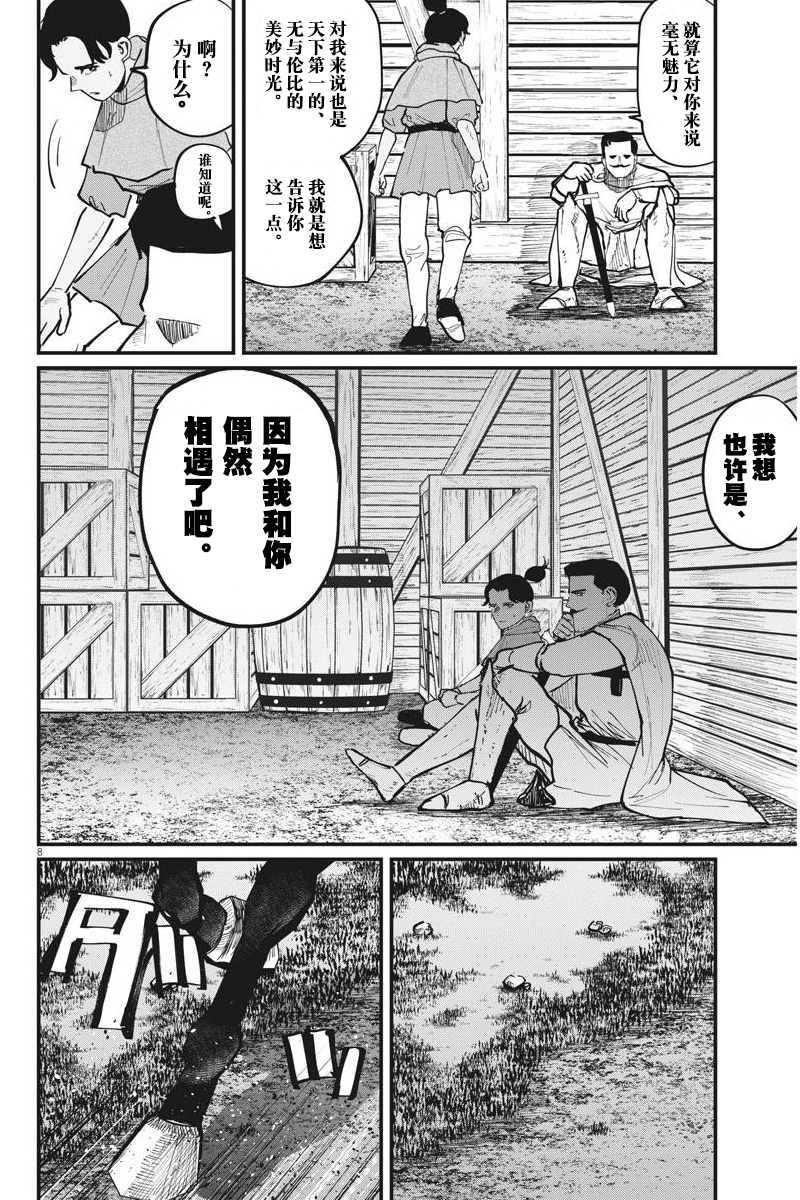 就算它对你来说
毫无魅力、
对我来说也是
天下第一的、
无与伦比的
美妙时光。
我就是想
告诉你
这一点。
啊？
为什么。
谁知道呢。
我想
也许是、
因为我和你
偶然
相遇了吧。
8